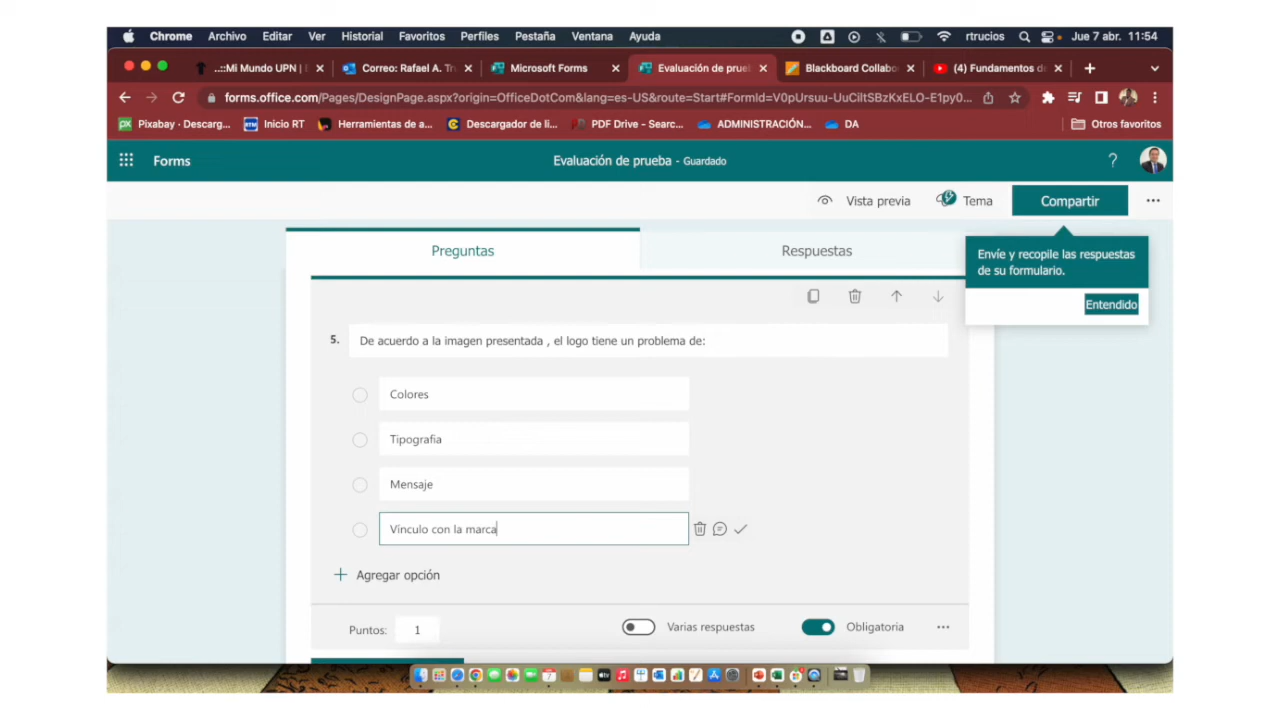 Chrome Archivo Editar Ver Historial Favoritos Perfiles Pestaña Ventana Ayuda rtrucios Jue 7 abr. 11:54
..::Mi Mundo UPN | Correo: Rafael A. Tr Microsoft Forms Evaluación de prue (4) Fundamentos d Blackboard Collabo
forms.office.com/Pages/DesignPage.aspx?origin=OfficeDotCom&lang=es-US&route=Start#FormId=V0pUrsuu-UuCiltSBzKxELO-E1py0...
Pixabay · Descarg... Inicio RT Herramientas de a... Descargador de li... PDF Drive - Searc... ADMINISTRACIÓN... DA Otros favoritos
Forms Evaluación de prueba - Guardado ?
Vista previa Tema Compartir
Preguntas Respuestas
Envíe y recopile las respuestas
de su formulario.
Entendido
5. De acuerdo a la imagen presentada , el logo tiene un problema de:
Colores
Tipografia
Mensaje
Vínculo con la marca
Agregar opción
Puntos: 1 Varias respuestas Obligatoria